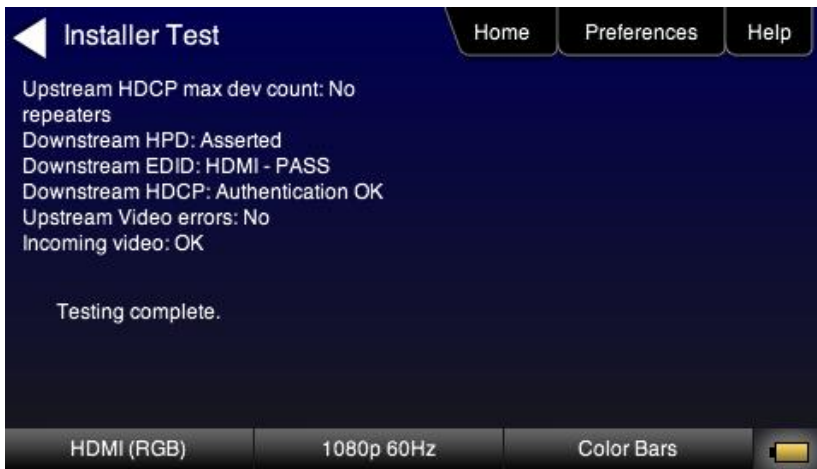 Installer Test
Home
Preferences
Help
Upstream HDCP max dev count: No
repeaters
Downstream HPD: Asserted
Downstream EDID: HDMI - PASS
Downstream HDCP: Authentication OK
Upstream Video errors: No
Incoming video: OK
Testing complete.
HDMI (RGB)
1080p 60Hz
Color Bars